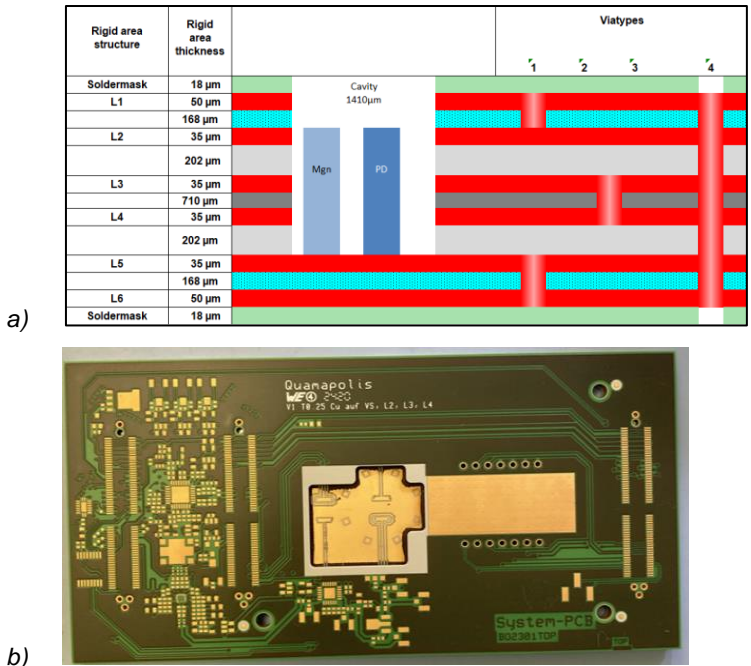 Rigid area structure
Rigid area thickness
Viatypes
1 2 3 4
Soldermask 18 µm
Cavity
1410µm
L1 50 µm
168 µm
L2 35 µm
202 µm
Mgn PD
L3 35 µm
710 µm
L4 35 µm
202 µm
L5 35 µm
168 µm
L6 50 µm
Soldermask 18 µm
a)
Quamapolis
WE 2420
V1 T0 25 Cu auf VS, L2, L3, L4
System-PCB
BO2301TOP
TOP
b)